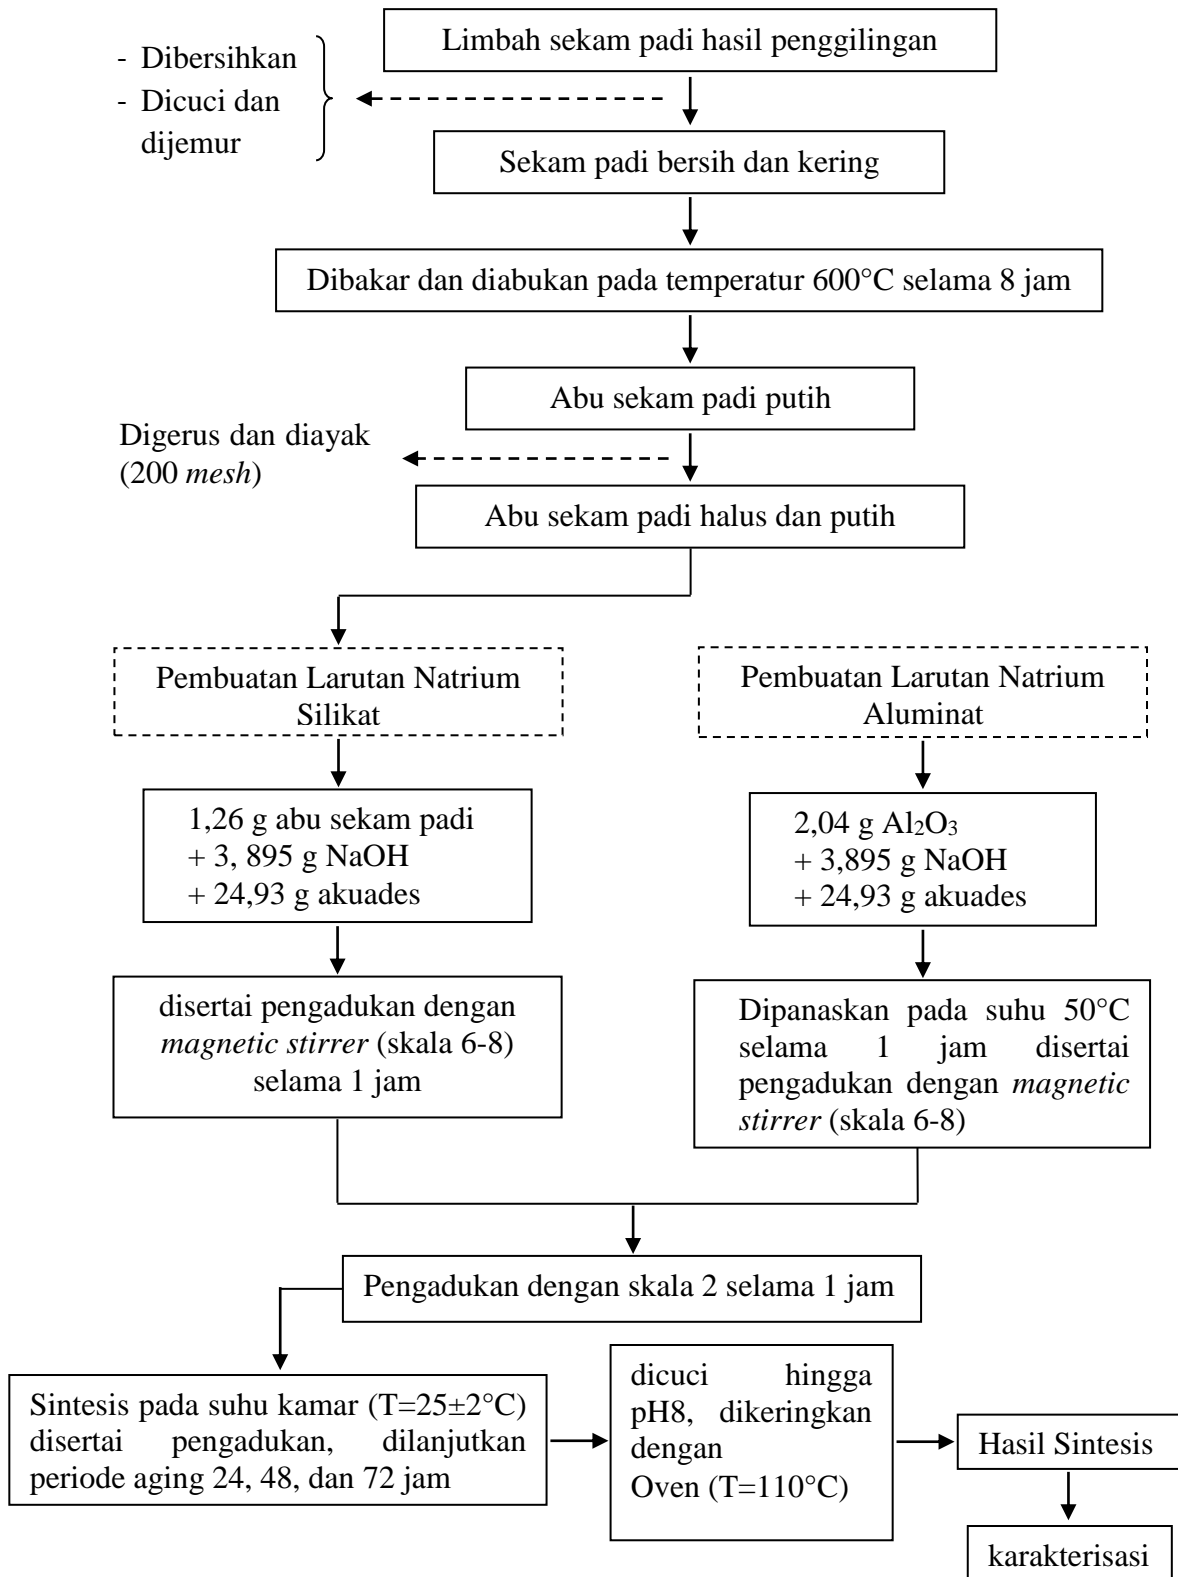 Limbah sekam padi hasil penggilingan
- Dibersihkan
- Dicuci dan
dijemur
Sekam padi bersih dan kering
Dibakar dan diabukan pada temperatur 600°C selama 8 jam
Abu sekam padi putih
Digerus dan diayak
(200 mesh)
Abu sekam padi halus dan putih
Pembuatan Larutan Natrium
Silikat
Pembuatan Larutan Natrium
Aluminat
1,26 g abu sekam padi
+ 3, 895 g NaOH
+ 24,93 g akuades
2,04 g Al₂O₃
+ 3,895 g NaOH
+ 24,93 g akuades
disertai pengadukan dengan
magnetic stirrer (skala 6-8)
selama 1 jam
Dipanaskan pada suhu 50°C
selama 1 jam disertai
pengadukan dengan magnetic
stirrer (skala 6-8)
Pengadukan dengan skala 2 selama 1 jam
Sintesis pada suhu kamar (T=25±2°C)
disertai pengadukan, dilanjutkan
periode aging 24, 48, dan 72 jam
dicuci hingga
pH8, dikeringkan
dengan
Oven (T=110°C)
Hasil Sintesis
karakterisasi